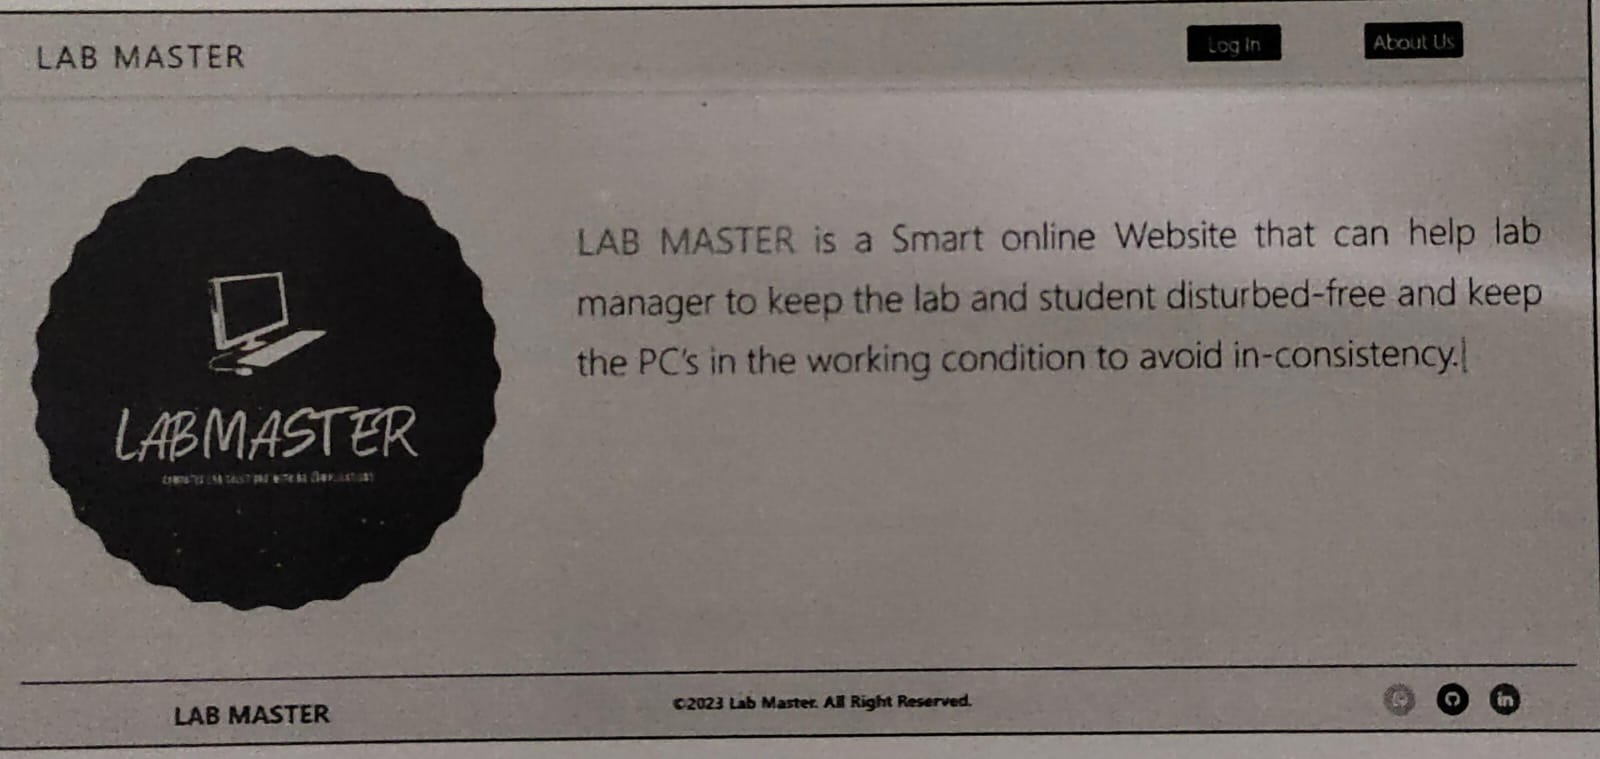 LAB MASTER
Log In
About Us
LAB MASTER is a Smart online Website that can help lab
manager to keep the lab and student disturbed-free and keep
the PC's in the working condition to avoid in-consistency.
LABMASTER
LAB MASTER
©2023 Lab Master. All Right Reserved.
in